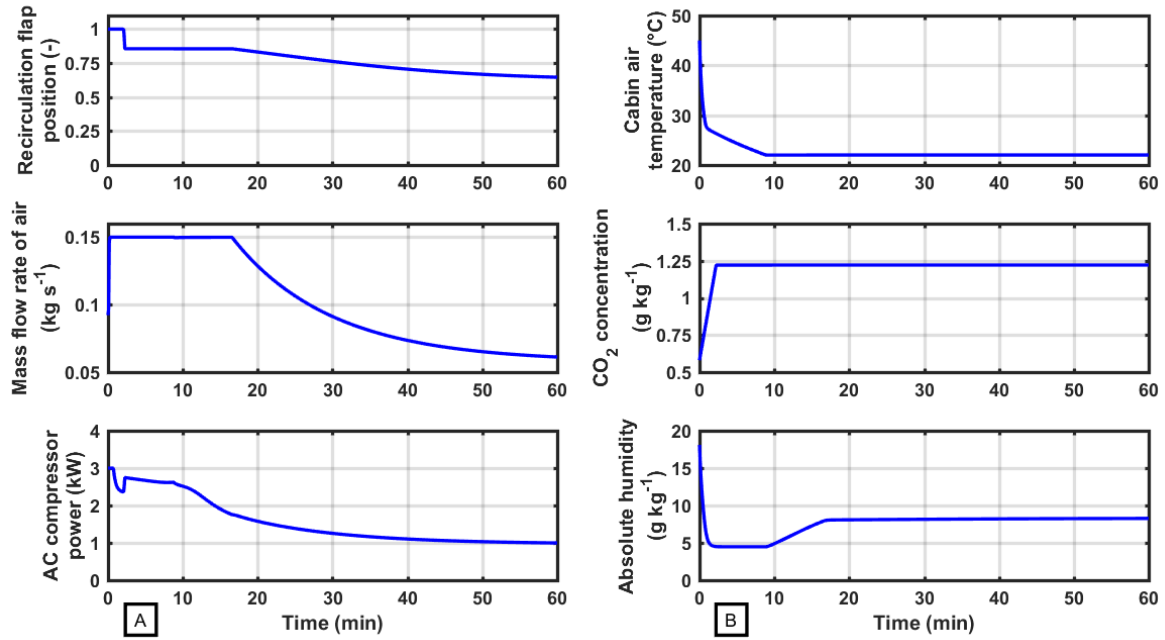 Recirculation flap
position (-)
1
0.75
0.5
0.25
0
0 10 20 30 40 50 60
Mass flow rate of air
(kg s⁻¹)
0.15
0.1
0.05
0 10 20 30 40 50 60
AC compressor
power (kW)
4
3
2
1
0
0 10 20 30 40 50 60
A
Time (min)
Cabin air
temperature (°C)
50
40
30
20
0 10 20 30 40 50 60
CO₂ concentration
(g kg⁻¹)
1.5
1.25
1
0.75
0.5
0 10 20 30 40 50 60
Absolute humidity
(g kg⁻¹)
20
15
10
5
0
0 10 20 30 40 50 60
B
Time (min)